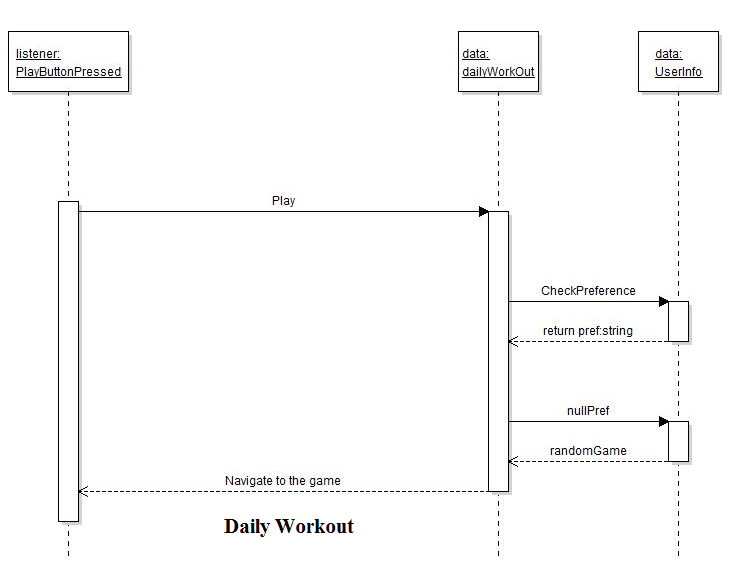 listener:
PlayButtonPressed
data:
dailyWorkOut
data:
UserInfo
Play
CheckPreference
return pref:string
nullPref
randomGame
Navigate to the game
Daily Workout